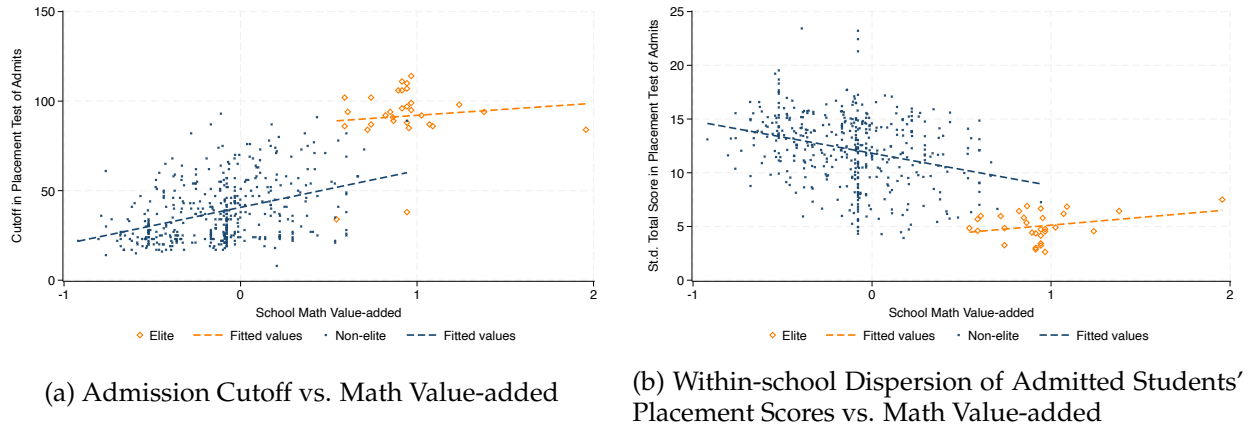 150
100
50
0
Cutoff in Placement Test of Admits
-1 0 1 2
School Math Value-added
Elite Fitted values Non-elite Fitted values
(a) Admission Cutoff vs. Math Value-added
25
20
15
10
5
0
St.d. Total Score in Placement Test of Admits
-1 0 1 2
School Math Value-added
Elite Fitted values Non-elite Fitted values
(b) Within-school Dispersion of Admitted Students’
Placement Scores vs. Math Value-added